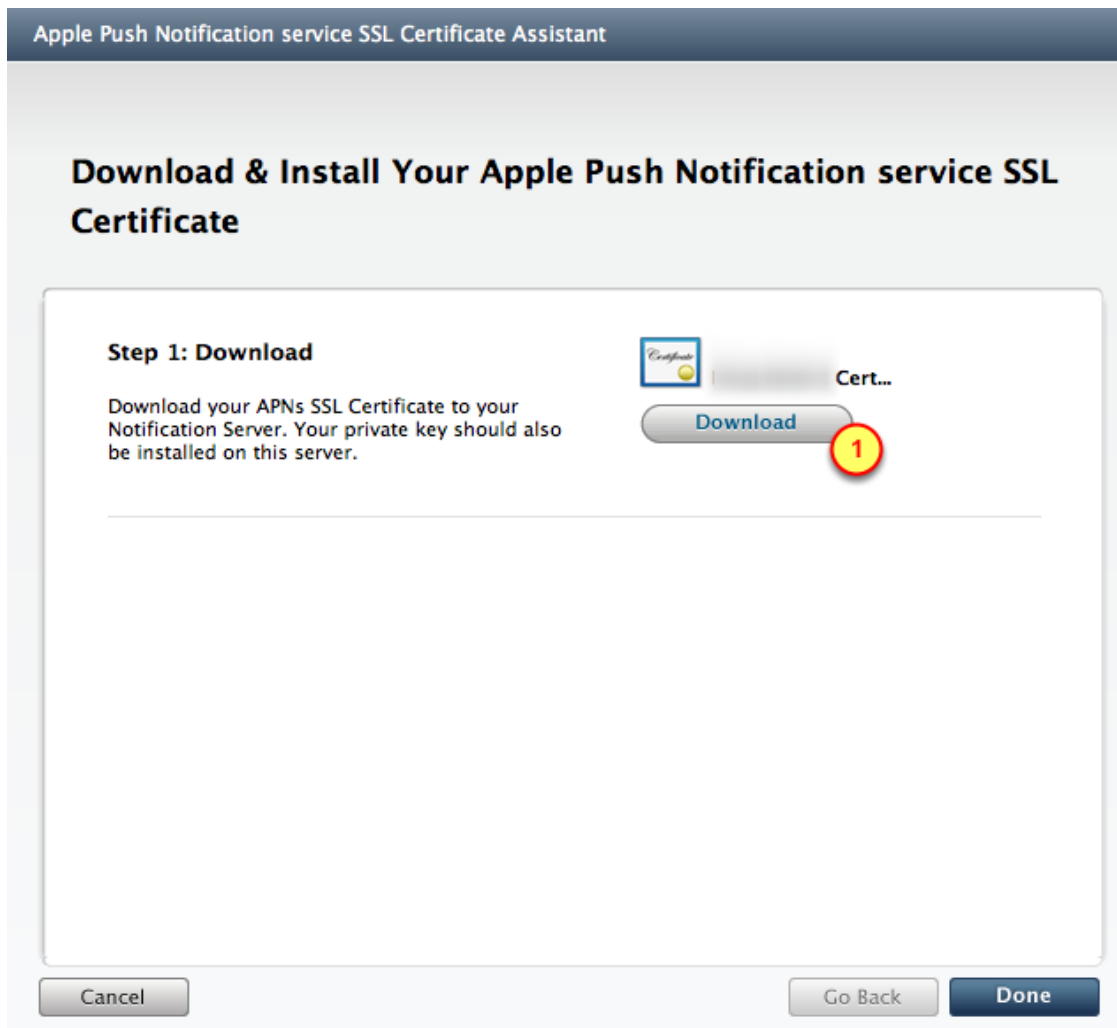 Apple Push Notification service SSL Certificate Assistant
Download & Install Your Apple Push Notification service SSL
Certificate
Step 1: Download
Download your APNs SSL Certificate to your
Notification Server. Your private key should also
be installed on this server.
Certificate
Cert...
Download
1
Cancel
Go Back
Done